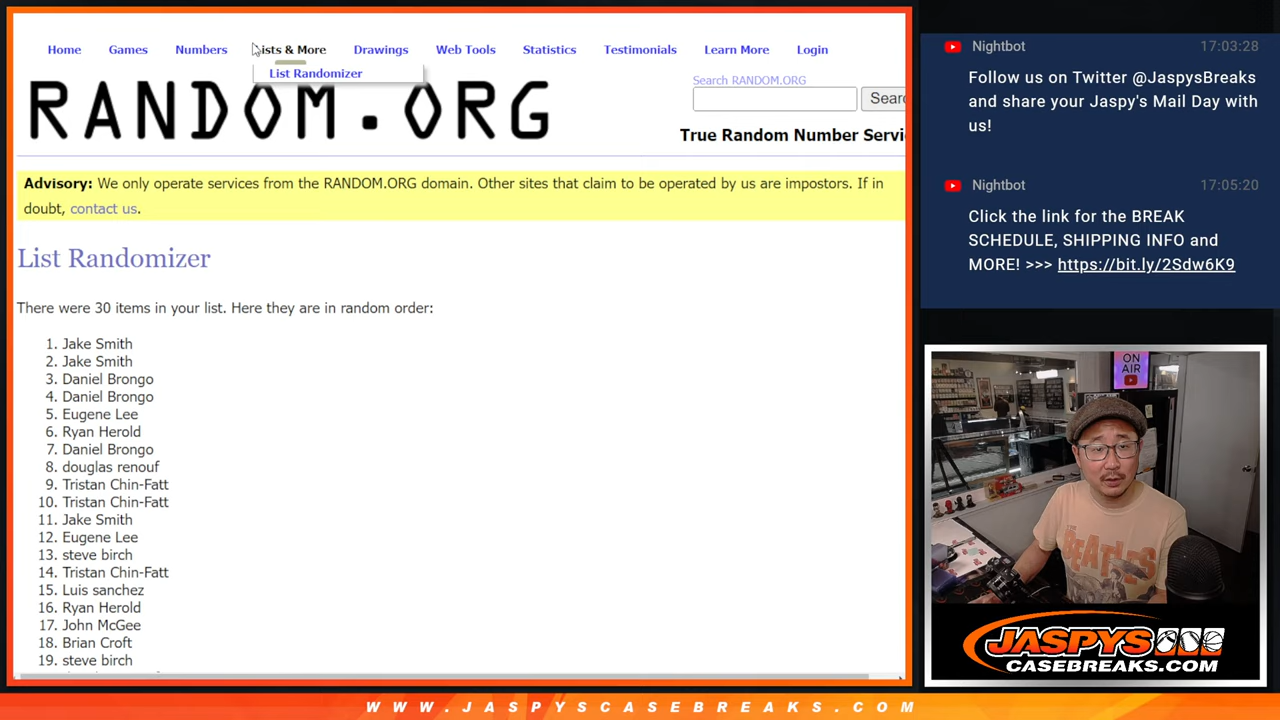 Home Games Numbers Lists & More Drawings Web Tools Statistics Testimonials Learn More Login
List Randomizer
RANDOM.ORG
Search RANDOM.ORG
Sear
True Random Number Servi
Advisory: We only operate services from the RANDOM.ORG domain. Other sites that claim to be operated by us are impostors. If in
doubt, contact us.
List Randomizer
There were 30 items in your list. Here they are in random order:
1. Jake Smith
2. Jake Smith
3. Daniel Brongo
4. Daniel Brongo
5. Eugene Lee
6. Ryan Herold
7. Daniel Brongo
8. douglas renouf
9. Tristan Chin-Fatt
10. Tristan Chin-Fatt
11. Jake Smith
12. Eugene Lee
13. steve birch
14. Tristan Chin-Fatt
15. Luis sanchez
16. Ryan Herold
17. John McGee
18. Brian Croft
19. steve birch
Nightbot 17:03:28
Follow us on Twitter @JaspysBreaks
and share your Jaspy's Mail Day with
us!
Nightbot 17:05:20
Click the link for the BREAK
SCHEDULE, SHIPPING INFO and
MORE! >>> https://bit.ly/2Sdw6K9
ON
AIR
THE
BEATLES
JASPYS
CASEBREAKS.COM
WWW.JASPYSCASEBREAKS.COM